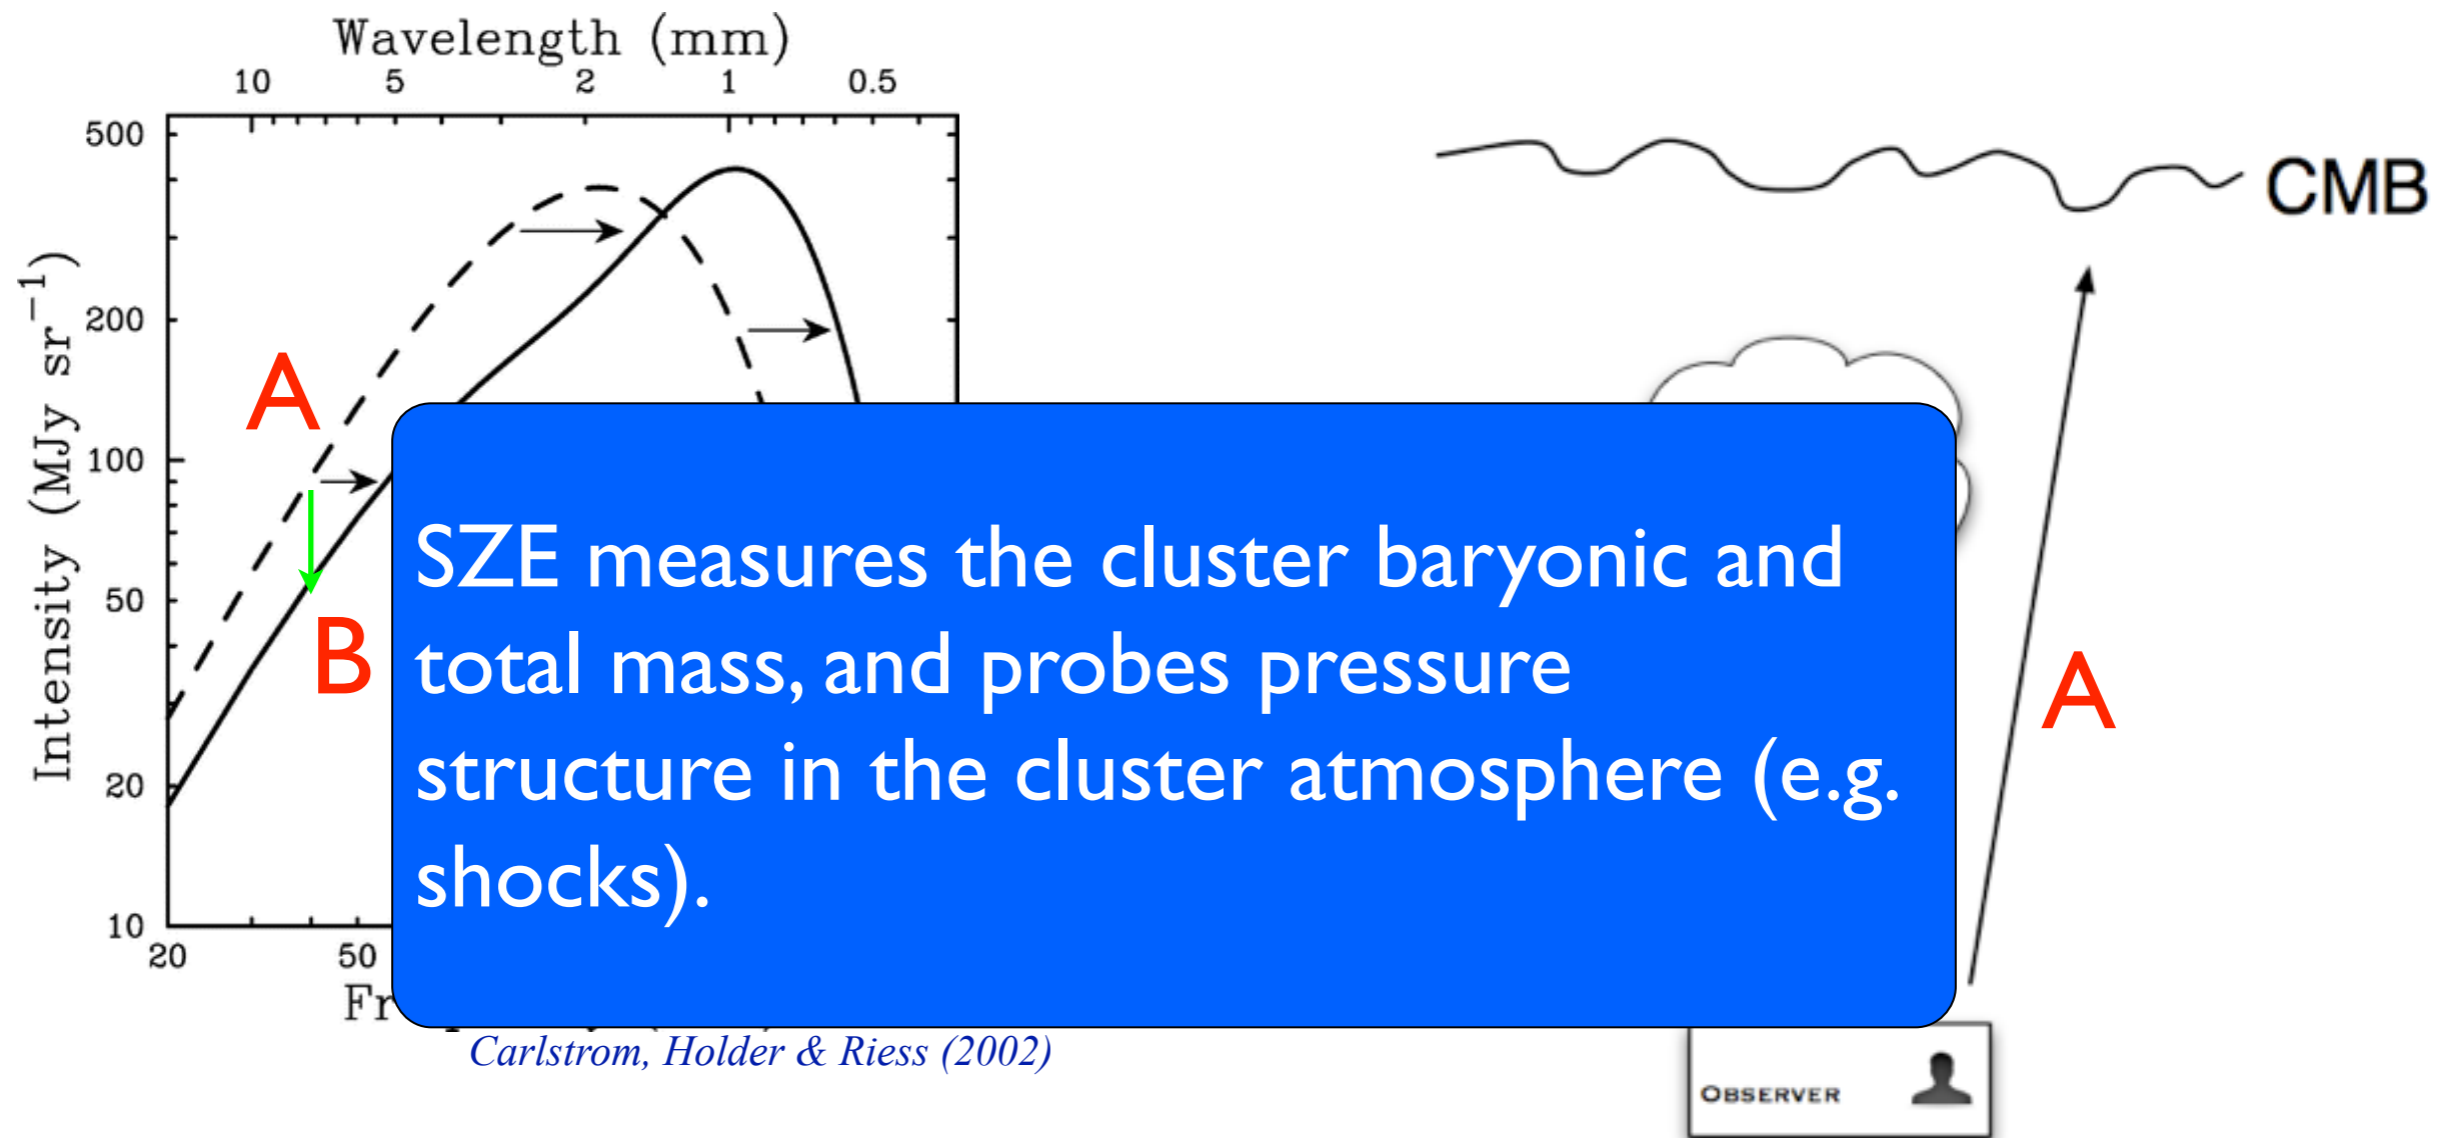 Wavelength (mm)
10 5 2 1 0.5
500
200
100
50
20
10
Intensity (MJy sr⁻¹)
20 50
A
B
CMB
A
SZE measures the cluster baryonic and
total mass, and probes pressure
structure in the cluster atmosphere (e.g.
shocks).
Carlstrom, Holder & Riess (2002)
OBSERVER